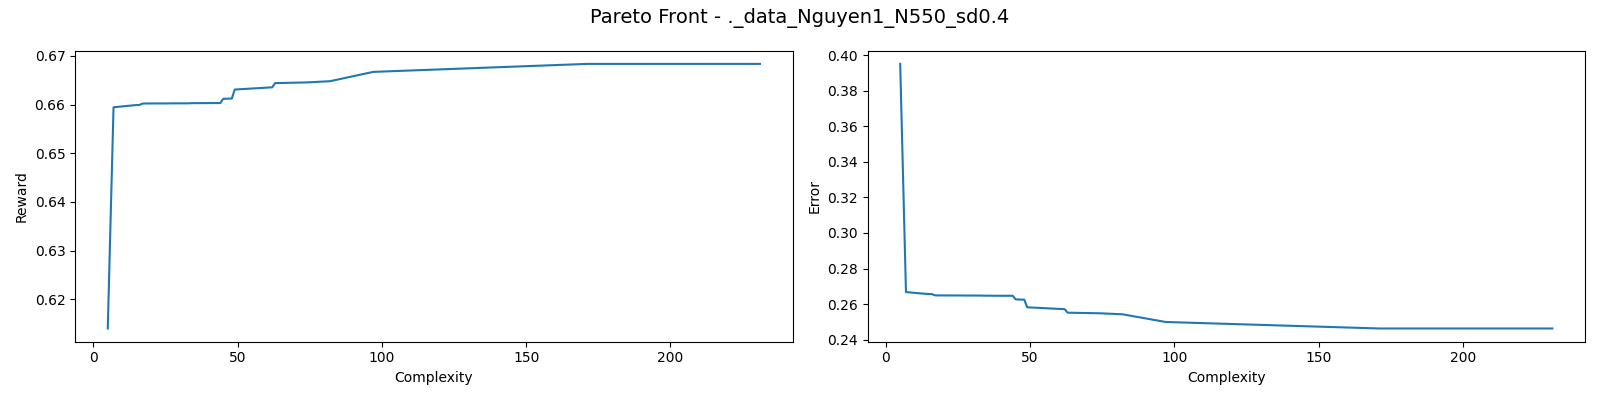 Pareto Front - ._data_Nguyen1_N550_sd0.4
0.67
0.66
0.65
0.64
0.63
0.62
Reward
0 50 100 150 200
Complexity
0.40
0.38
0.36
0.34
0.32
0.30
0.28
0.26
0.24
Error
0 50 100 150 200
Complexity